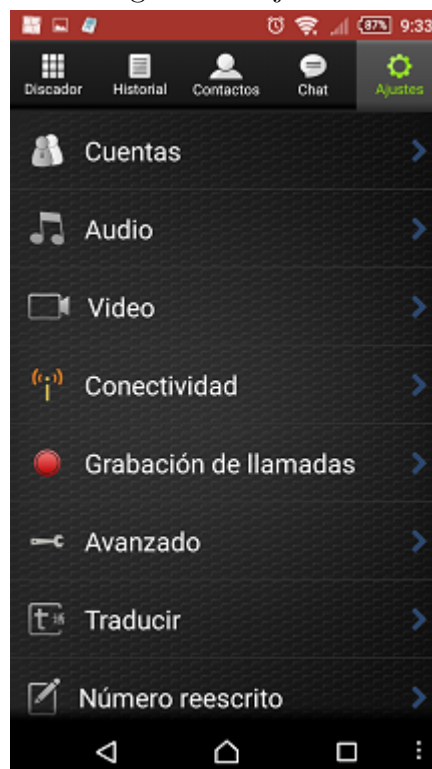 87% 9:33
Discador Historial Contactos Chat Ajustes
Cuentas
Audio
Video
Conectividad
Grabación de llamadas
Avanzado
Traducir
Número reescrito